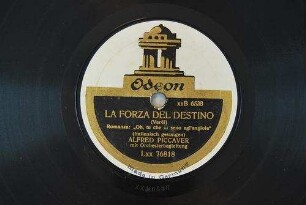 Odeon
xxB 6538
LA FORZA DEL DESTINO
(Verdi)
Romanze: „Oh, tu che in seno agl'angioli"
(italienisch gesungen)
ALFRED PICCAVER
mit Orchesterbegleitung
Lxx 76818
Made in Germany